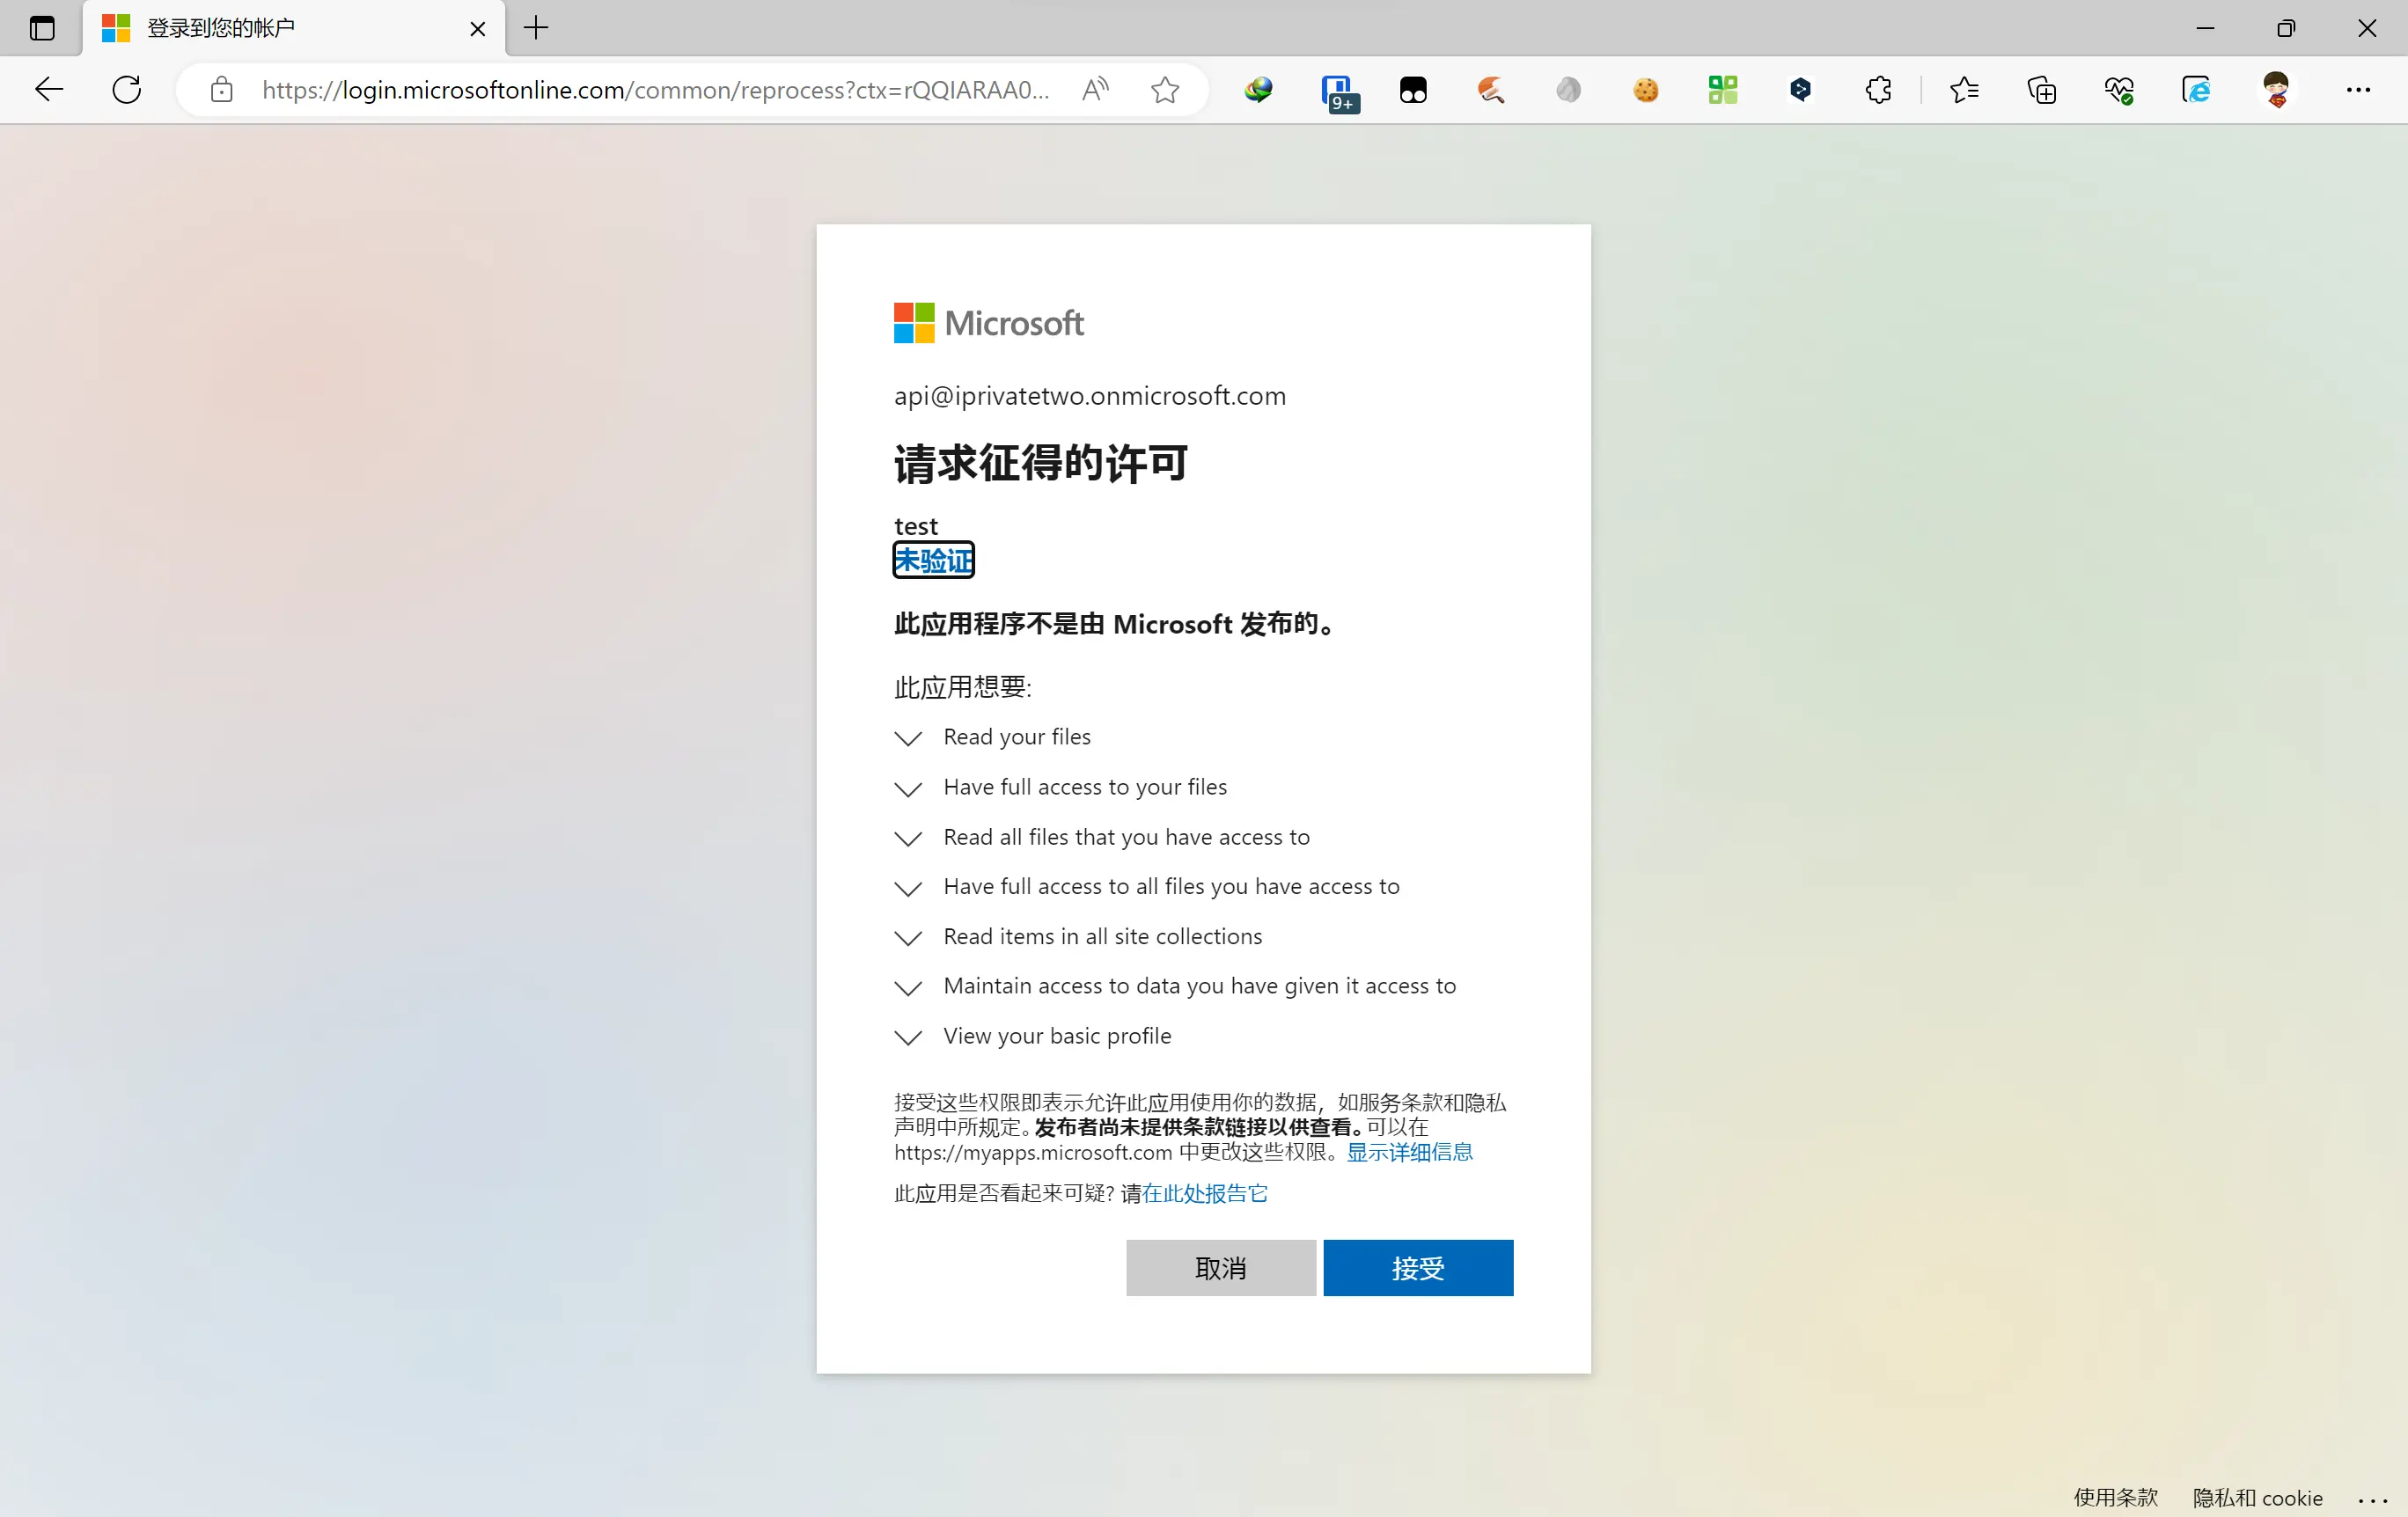 登录到您的帐户
https://login.microsoftonline.com/common/reprocess?ctx=rQQIARAA0...
9+
Microsoft
api@iprivatetwo.onmicrosoft.com
请求征得的许可
test
未验证
此应用程序不是由 Microsoft 发布的。
此应用想要:
Read your files
Have full access to your files
Read all files that you have access to
Have full access to all files you have access to
Read items in all site collections
Maintain access to data you have given it access to
View your basic profile
接受这些权限即表示允许此应用使用你的数据，如服务条款和隐私
声明中所规定。发布者尚未提供条款链接以供查看。可以在
https://myapps.microsoft.com 中更改这些权限。显示详细信息
此应用是否看起来可疑? 请在此处报告它
取消
接受
使用条款 隐私和 cookie ...